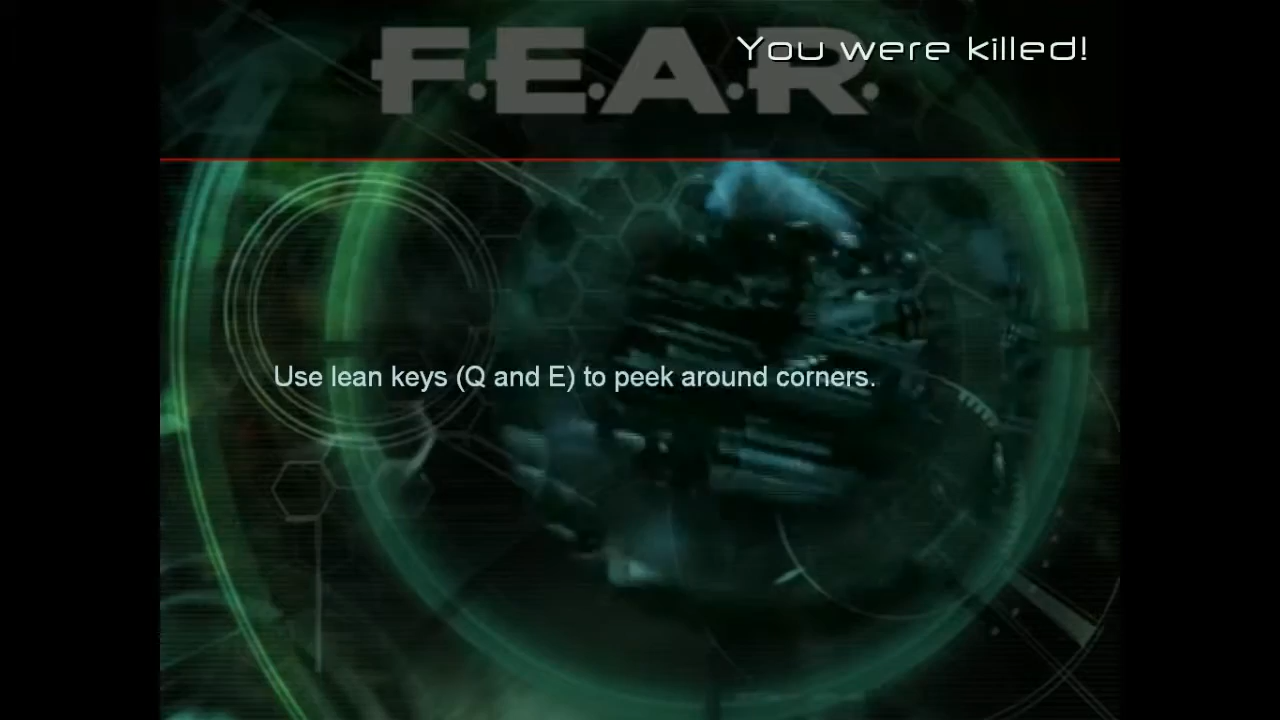 F.E.A.R.
You were killed!
Use lean keys (Q and E) to peek around corners.